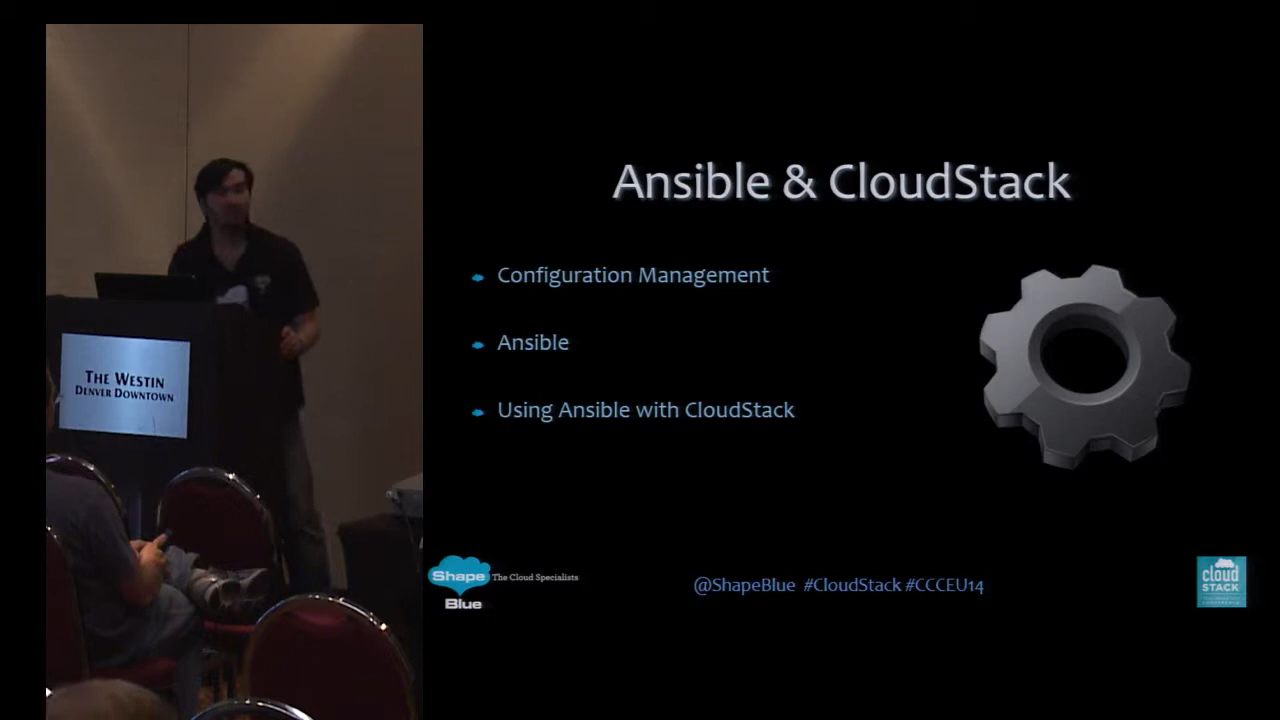 Ansible & CloudStack
Configuration Management
Ansible
Using Ansible with CloudStack
THE WESTIN
DENVER DOWNTOWN
Shape
Blue
The Cloud Specialists
@ShapeBlue #CloudStack #CCCEU14
cloud
STACK